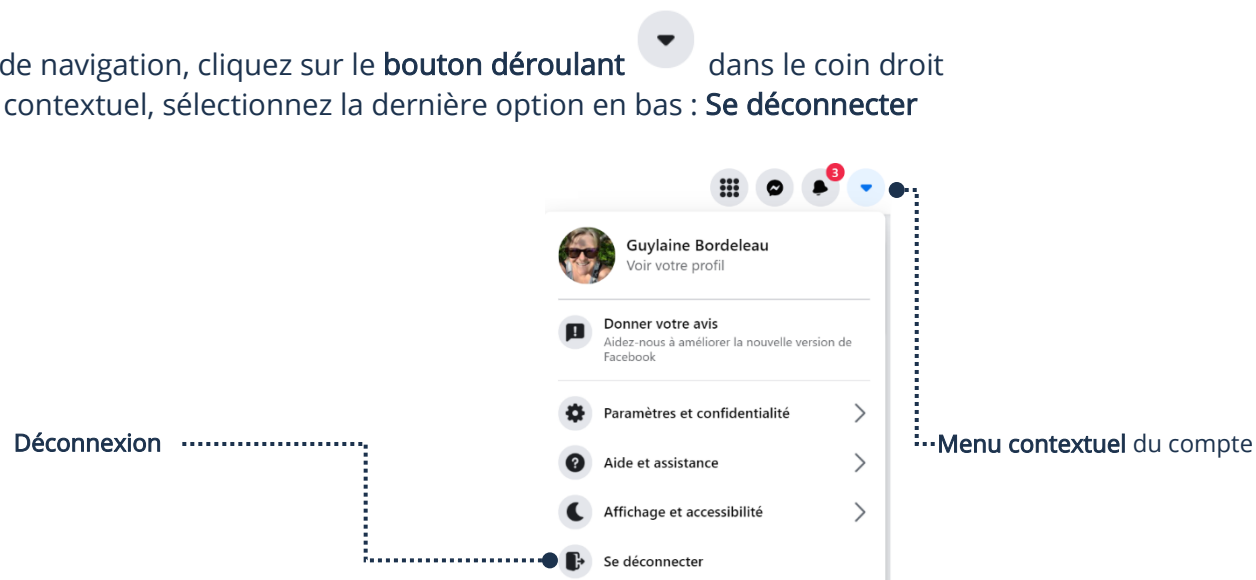 de navigation, cliquez sur le bouton déroulant dans le coin droit
contextuel, sélectionnez la dernière option en bas : Se déconnecter
3
Guylaine Bordeleau
Voir votre profil
Donner votre avis
Aidez-nous à améliorer la nouvelle version de
Facebook
Paramètres et confidentialité
Déconnexion
Menu contextuel du compte
Aide et assistance
Affichage et accessibilité
Se déconnecter